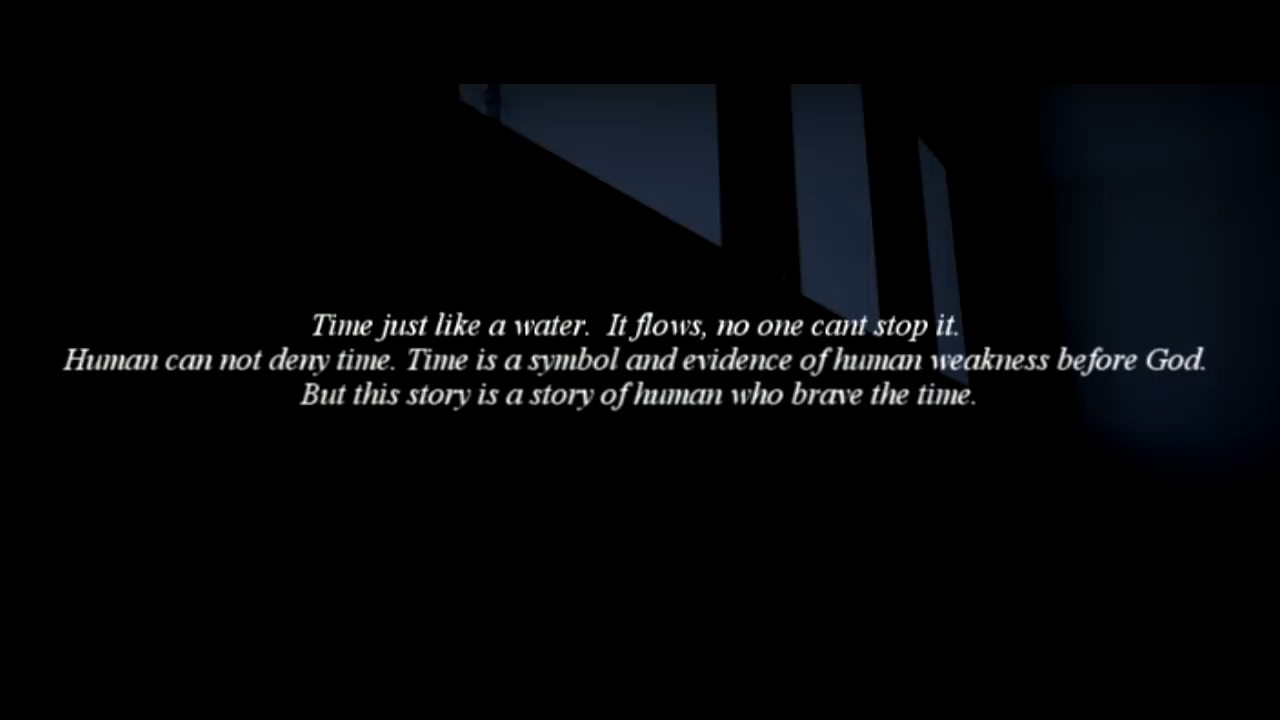 Time just like a water.  It flows, no one cant stop it.
Human can not deny time. Time is a symbol and evidence of human weakness before God.
But this story is a story of human who brave the time.